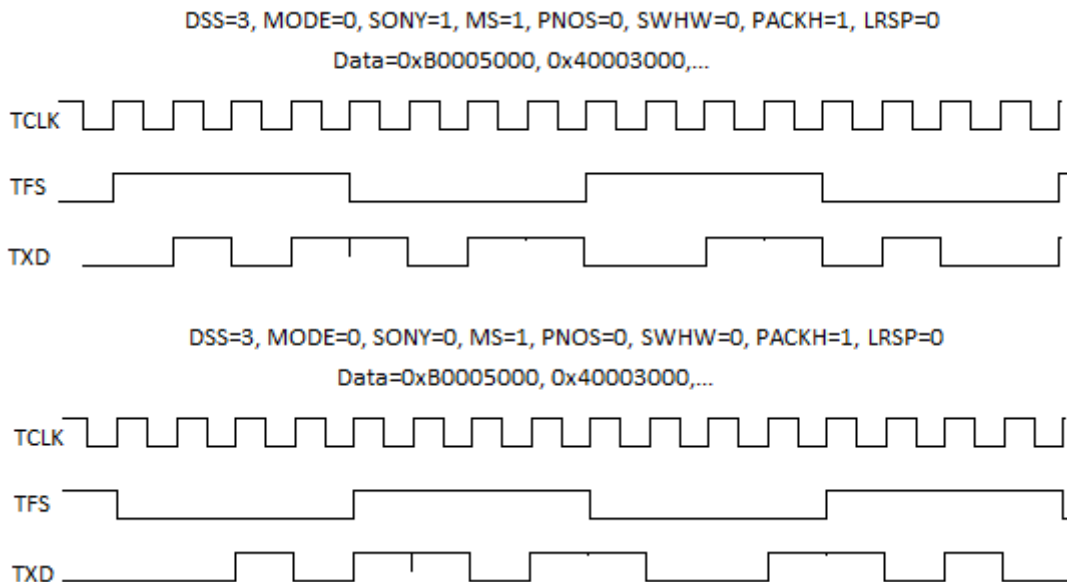 DSS=3, MODE=0, SONY=1, MS=1, PNOS=0, SWHW=0, PACKH=1, LRSP=0
Data=0xB0005000, 0x40003000,...
TCLK
TFS
TXD
DSS=3, MODE=0, SONY=0, MS=1, PNOS=0, SWHW=0, PACKH=1, LRSP=0
Data=0xB0005000, 0x40003000,...
TCLK
TFS
TXD